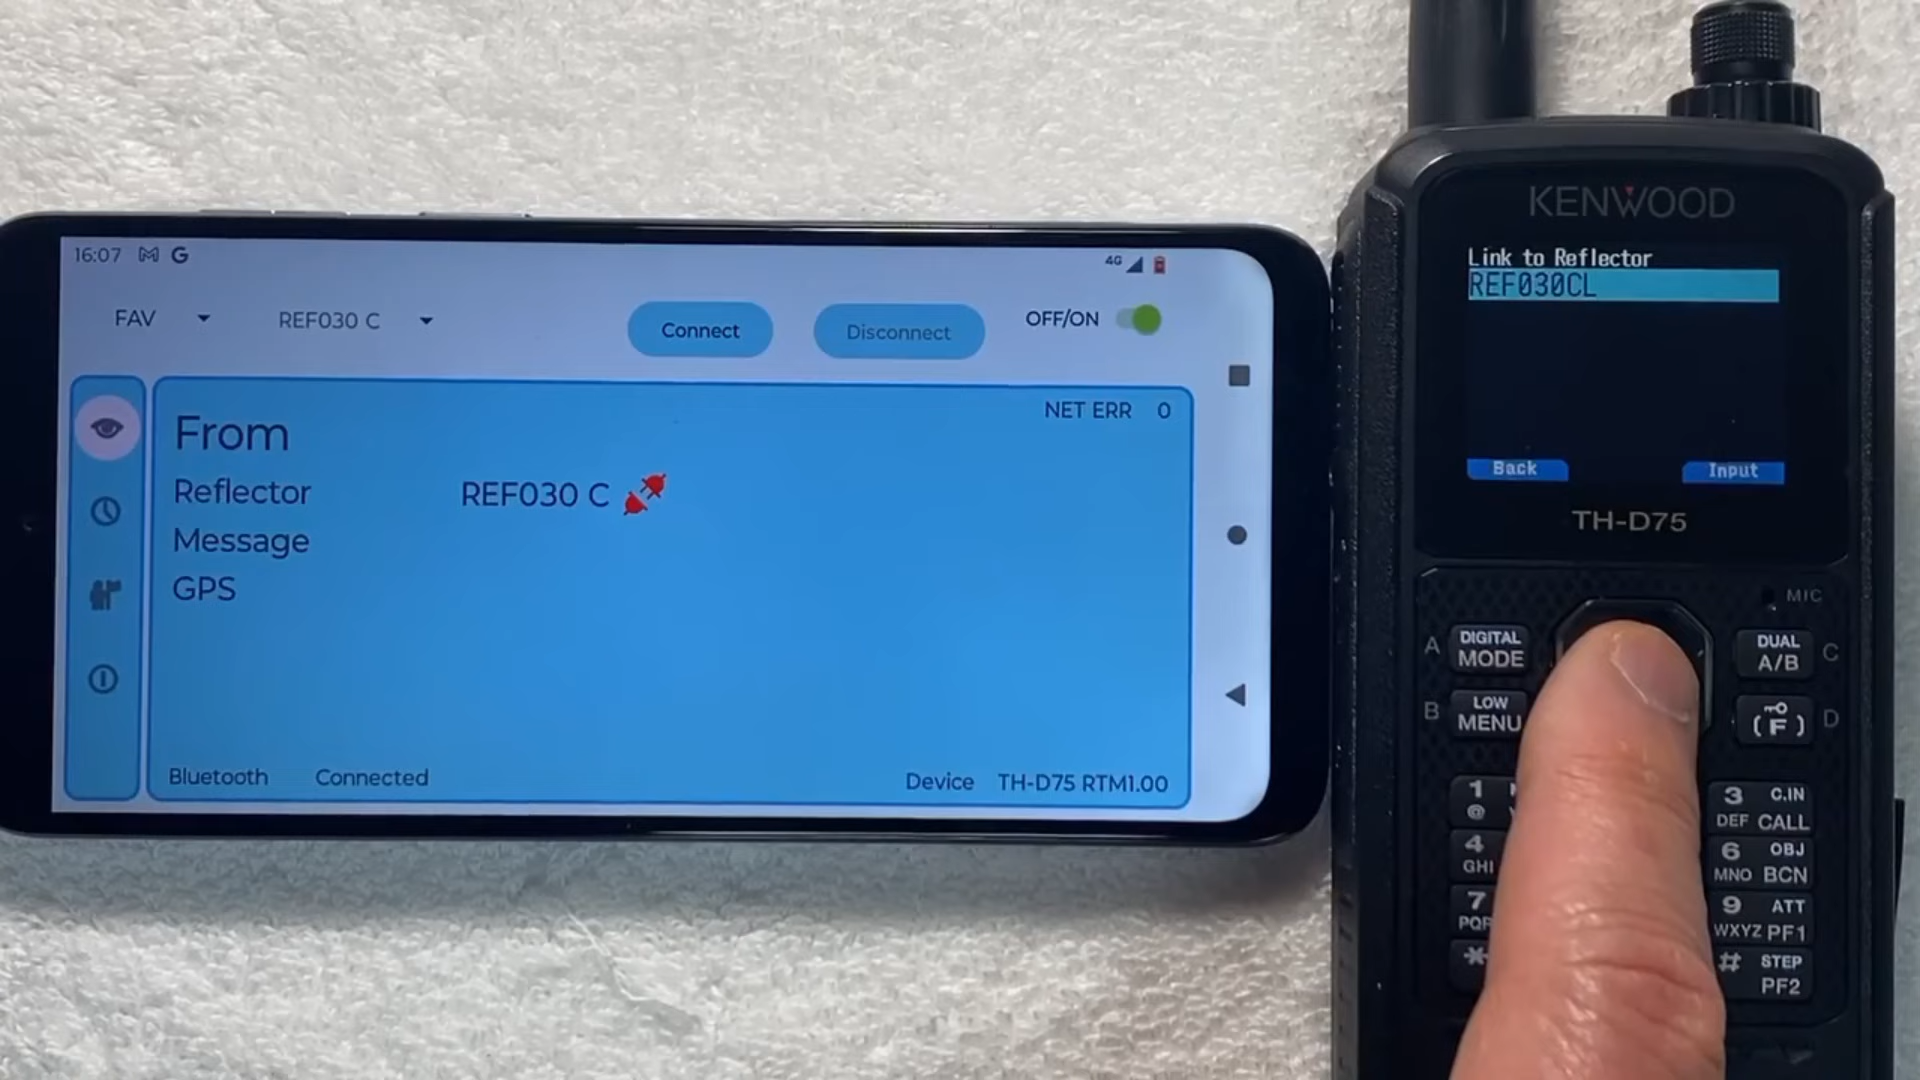 16:07 G
4G
FAV REF030 C Connect Disconnect OFF/ON
NET ERR 0
From
Reflector REF030 C
Message
GPS
Bluetooth Connected Device TH-D75 RTM1.00
KENWOOD
Link to Reflector
REF030CL
Back Input
TH-D75
MIC
A DIGITAL MODE DUAL A/B C
B LOW MENU (F) D
1 @ 3 DEF C.IN CALL
4 GHI 6 MNO OBJ BCN
7 9 WXYZ ATT PF1
* # STEP PF2